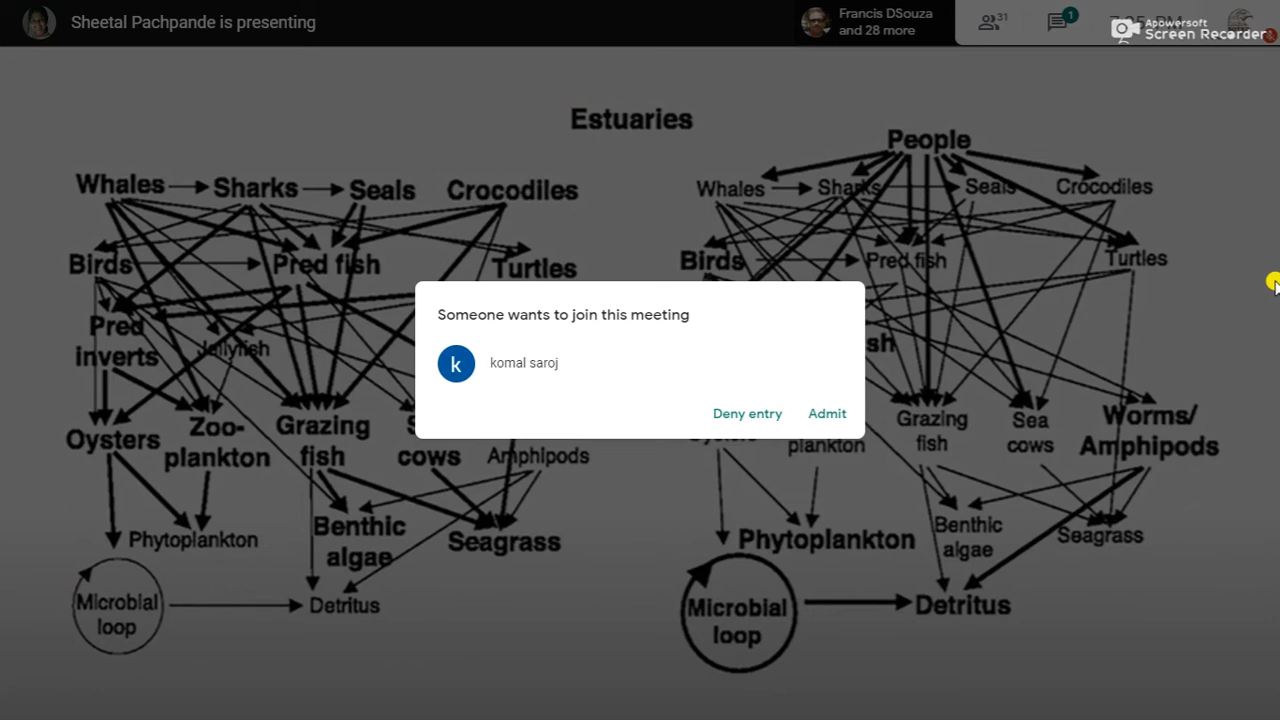 Sheetal Pachpande is presenting
Francis DSouza
and 28 more
31
1
Apowersoft
Screen Recorder
Estuaries
People
Whales
Sharks
Seals
Crocodiles
Whales
Sharks
Seals
Crocodiles
Birds
Pred fish
Turtles
Birds
Pred fish
Turtles
Pred
inverts
Jellyfish
Someone wants to join this meeting
k
komal saroj
Deny entry
Admit
Oysters
Zoo-
plankton
Grazing
fish
cows
Amphipods
plankton
Grazing
fish
Sea
cows
Worms/
Amphipods
Phytoplankton
Benthic
algae
Seagrass
Phytoplankton
Benthic
algae
Seagrass
Microbial
loop
Detritus
Microbial
loop
Detritus